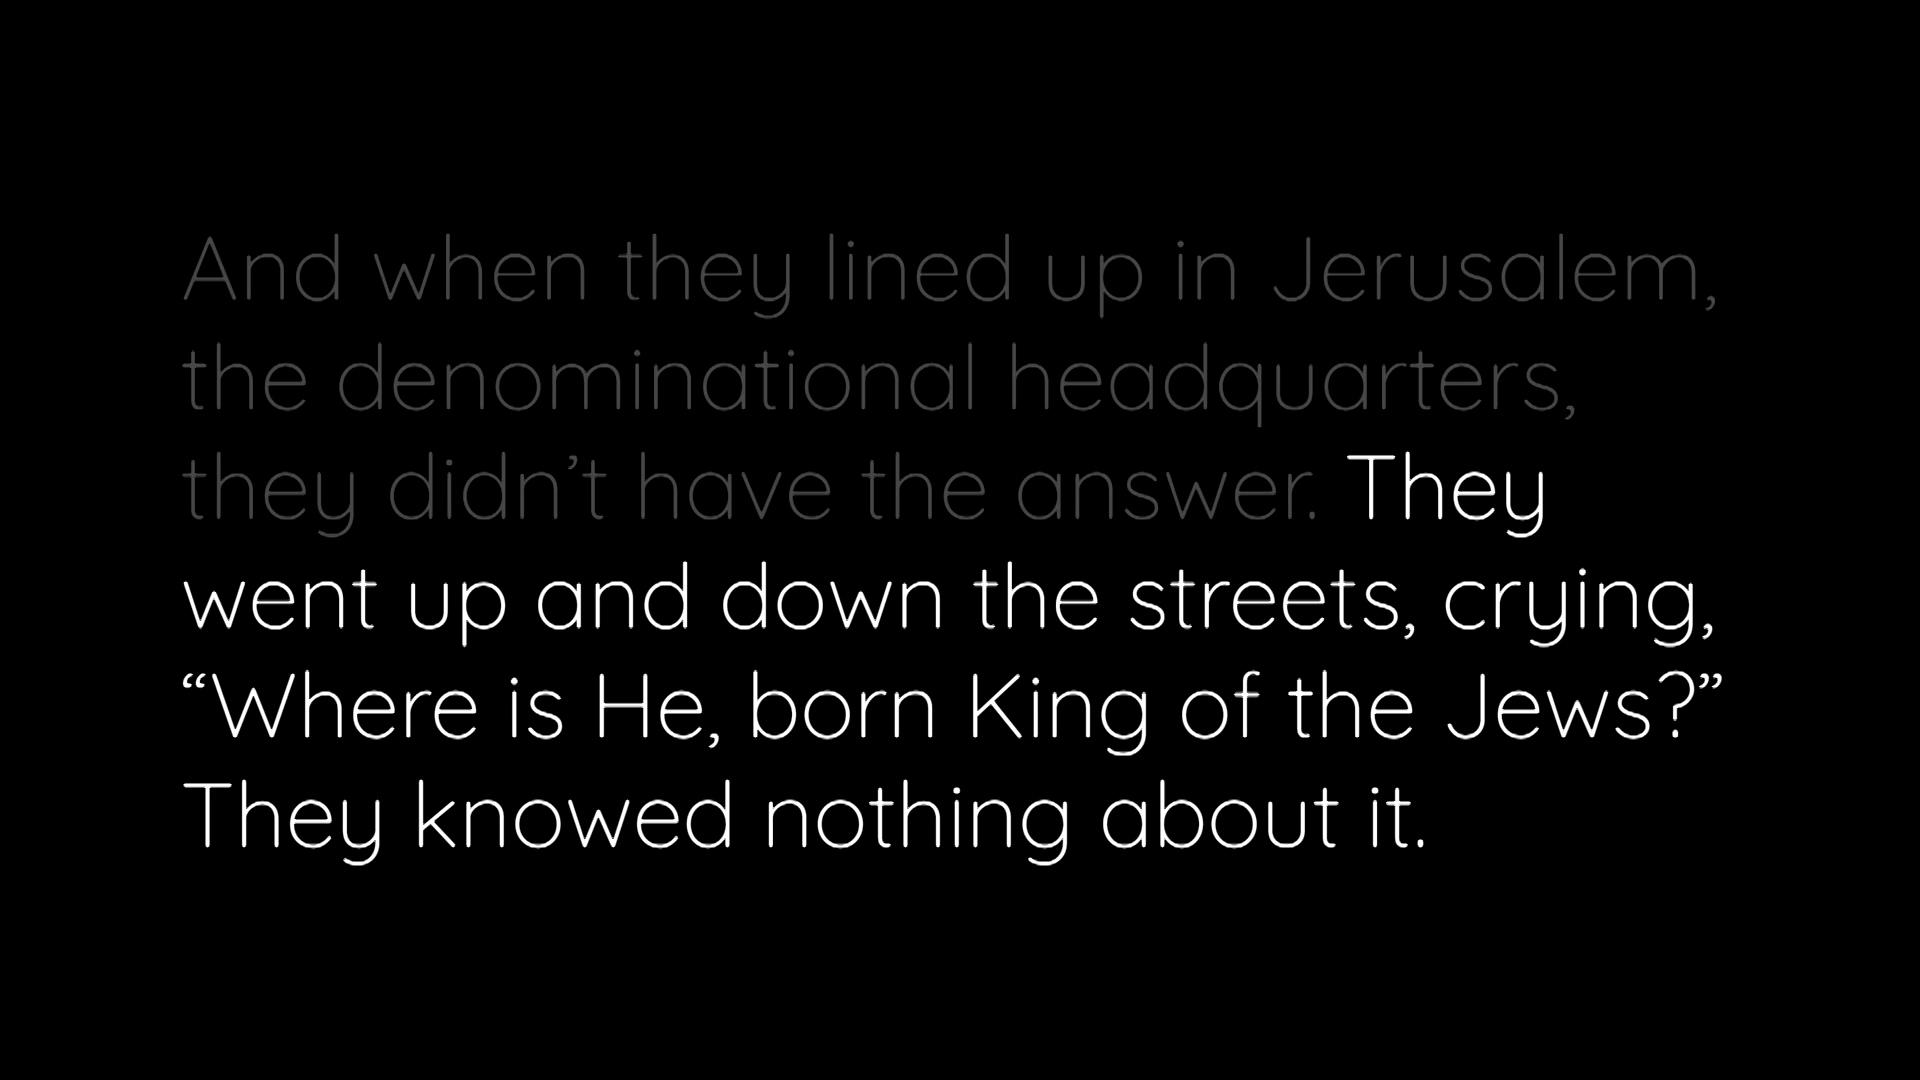 And when they lined up in Jerusalem,
the denominational headquarters,
they didn’t have the answer. They
went up and down the streets, crying,
“Where is He, born King of the Jews?”
They knowed nothing about it.